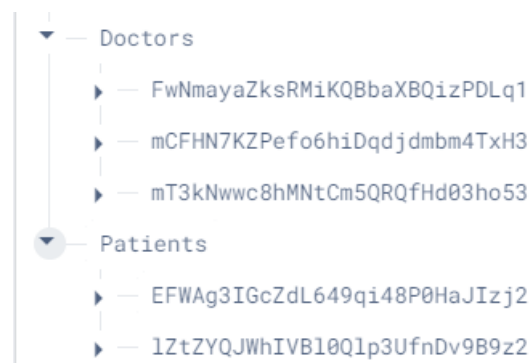 Doctors
FwNmayaZksRMiKQBbaXBQizPDLq1
mCFHN7KZPefo6hiDqdjdmbm4TxH3
mT3kNwwc8hMNtCm5QRQfHd03ho53
Patients
EFWAg3IGcZdL649qi48P0HaJIzj2
lZtZYQJWhIVBl0Qlp3UfnDv9B9z2